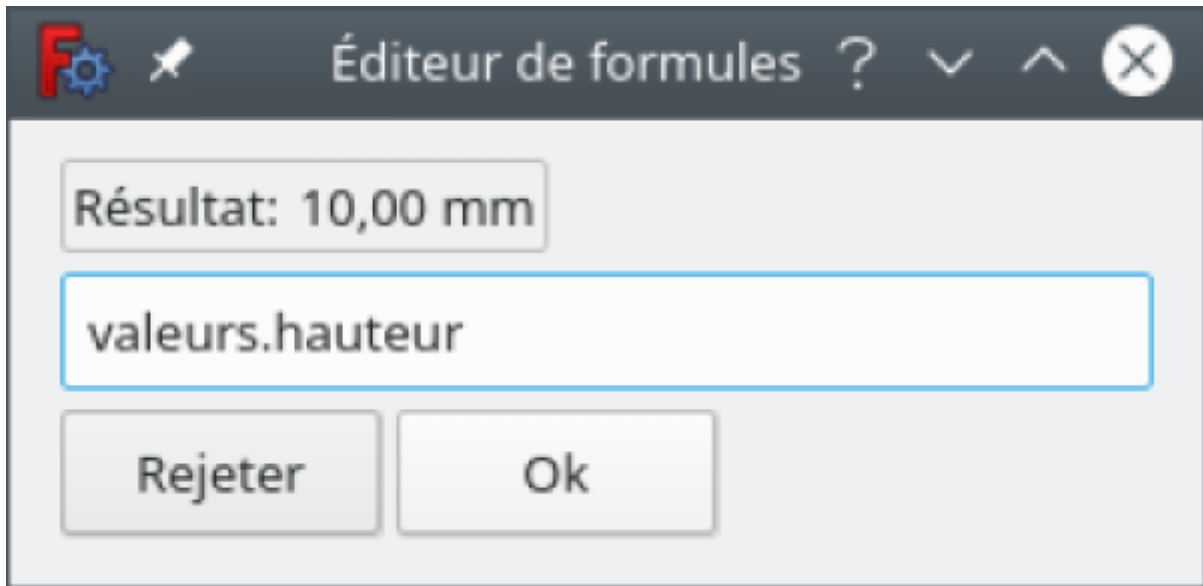 Éditeur de formules
Résultat: 10,00 mm
valeurs.hauteur
Rejeter Ok